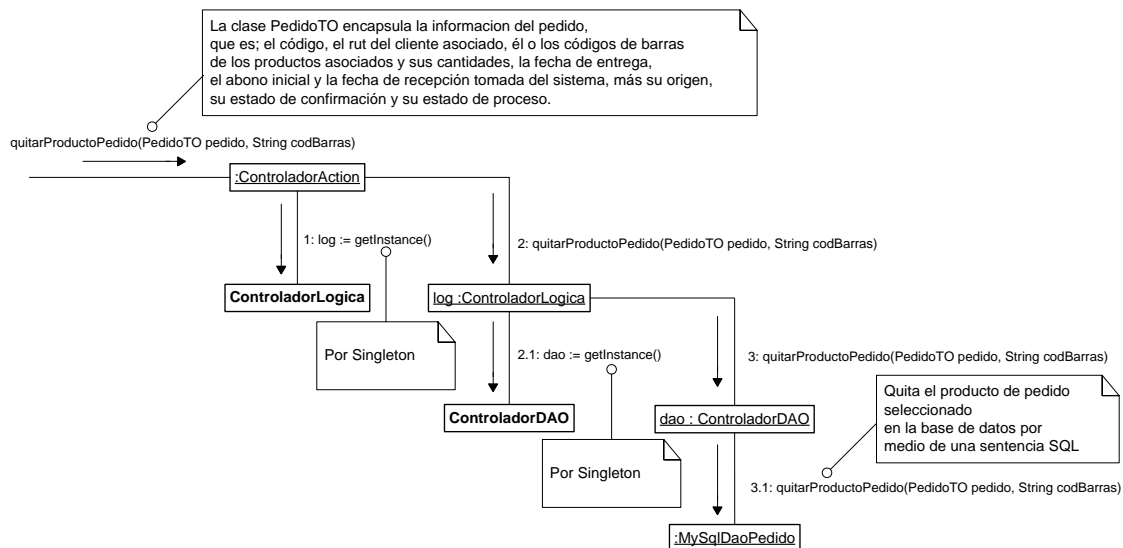 La clase PedidoTO encapsula la informacion del pedido,
que es; el código, el rut del cliente asociado, él o los códigos de barras
de los productos asociados y sus cantidades, la fecha de entrega,
el abono inicial y la fecha de recepción tomada del sistema, más su origen,
su estado de confirmación y su estado de proceso.
quitarProductoPedido(PedidoTO pedido, String codBarras)
:ControladorAction
1: log := getInstance()
2: quitarProductoPedido(PedidoTO pedido, String codBarras)
ControladorLogica
log :ControladorLogica
Por Singleton
2.1: dao := getInstance()
3: quitarProductoPedido(PedidoTO pedido, String codBarras)
ControladorDAO
dao : ControladorDAO
Quita el producto de pedido
seleccionado
en la base de datos por
medio de una sentencia SQL
Por Singleton
3.1: quitarProductoPedido(PedidoTO pedido, String codBarras)
:MySqlDaoPedido